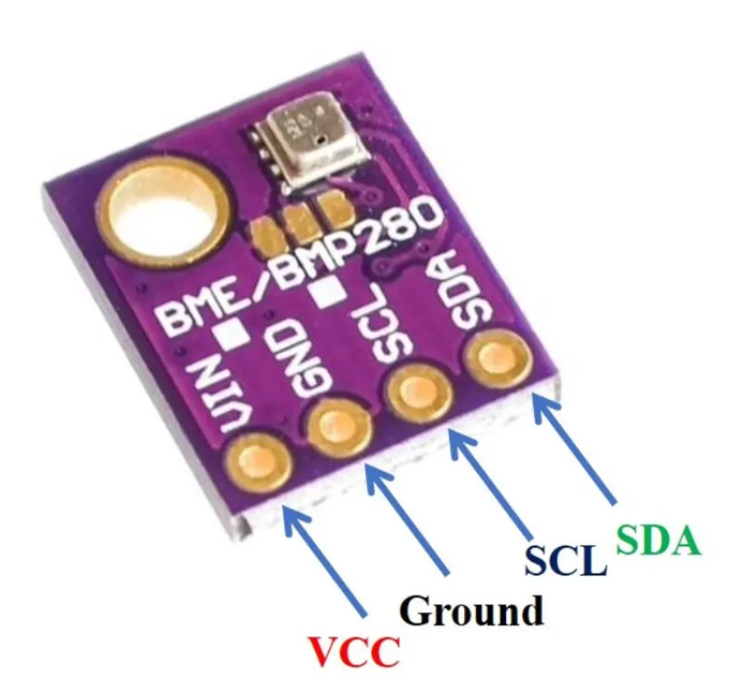 BME/BMP280
VIN
GND
SCL
SDA
SDA
SCL
Ground
VCC